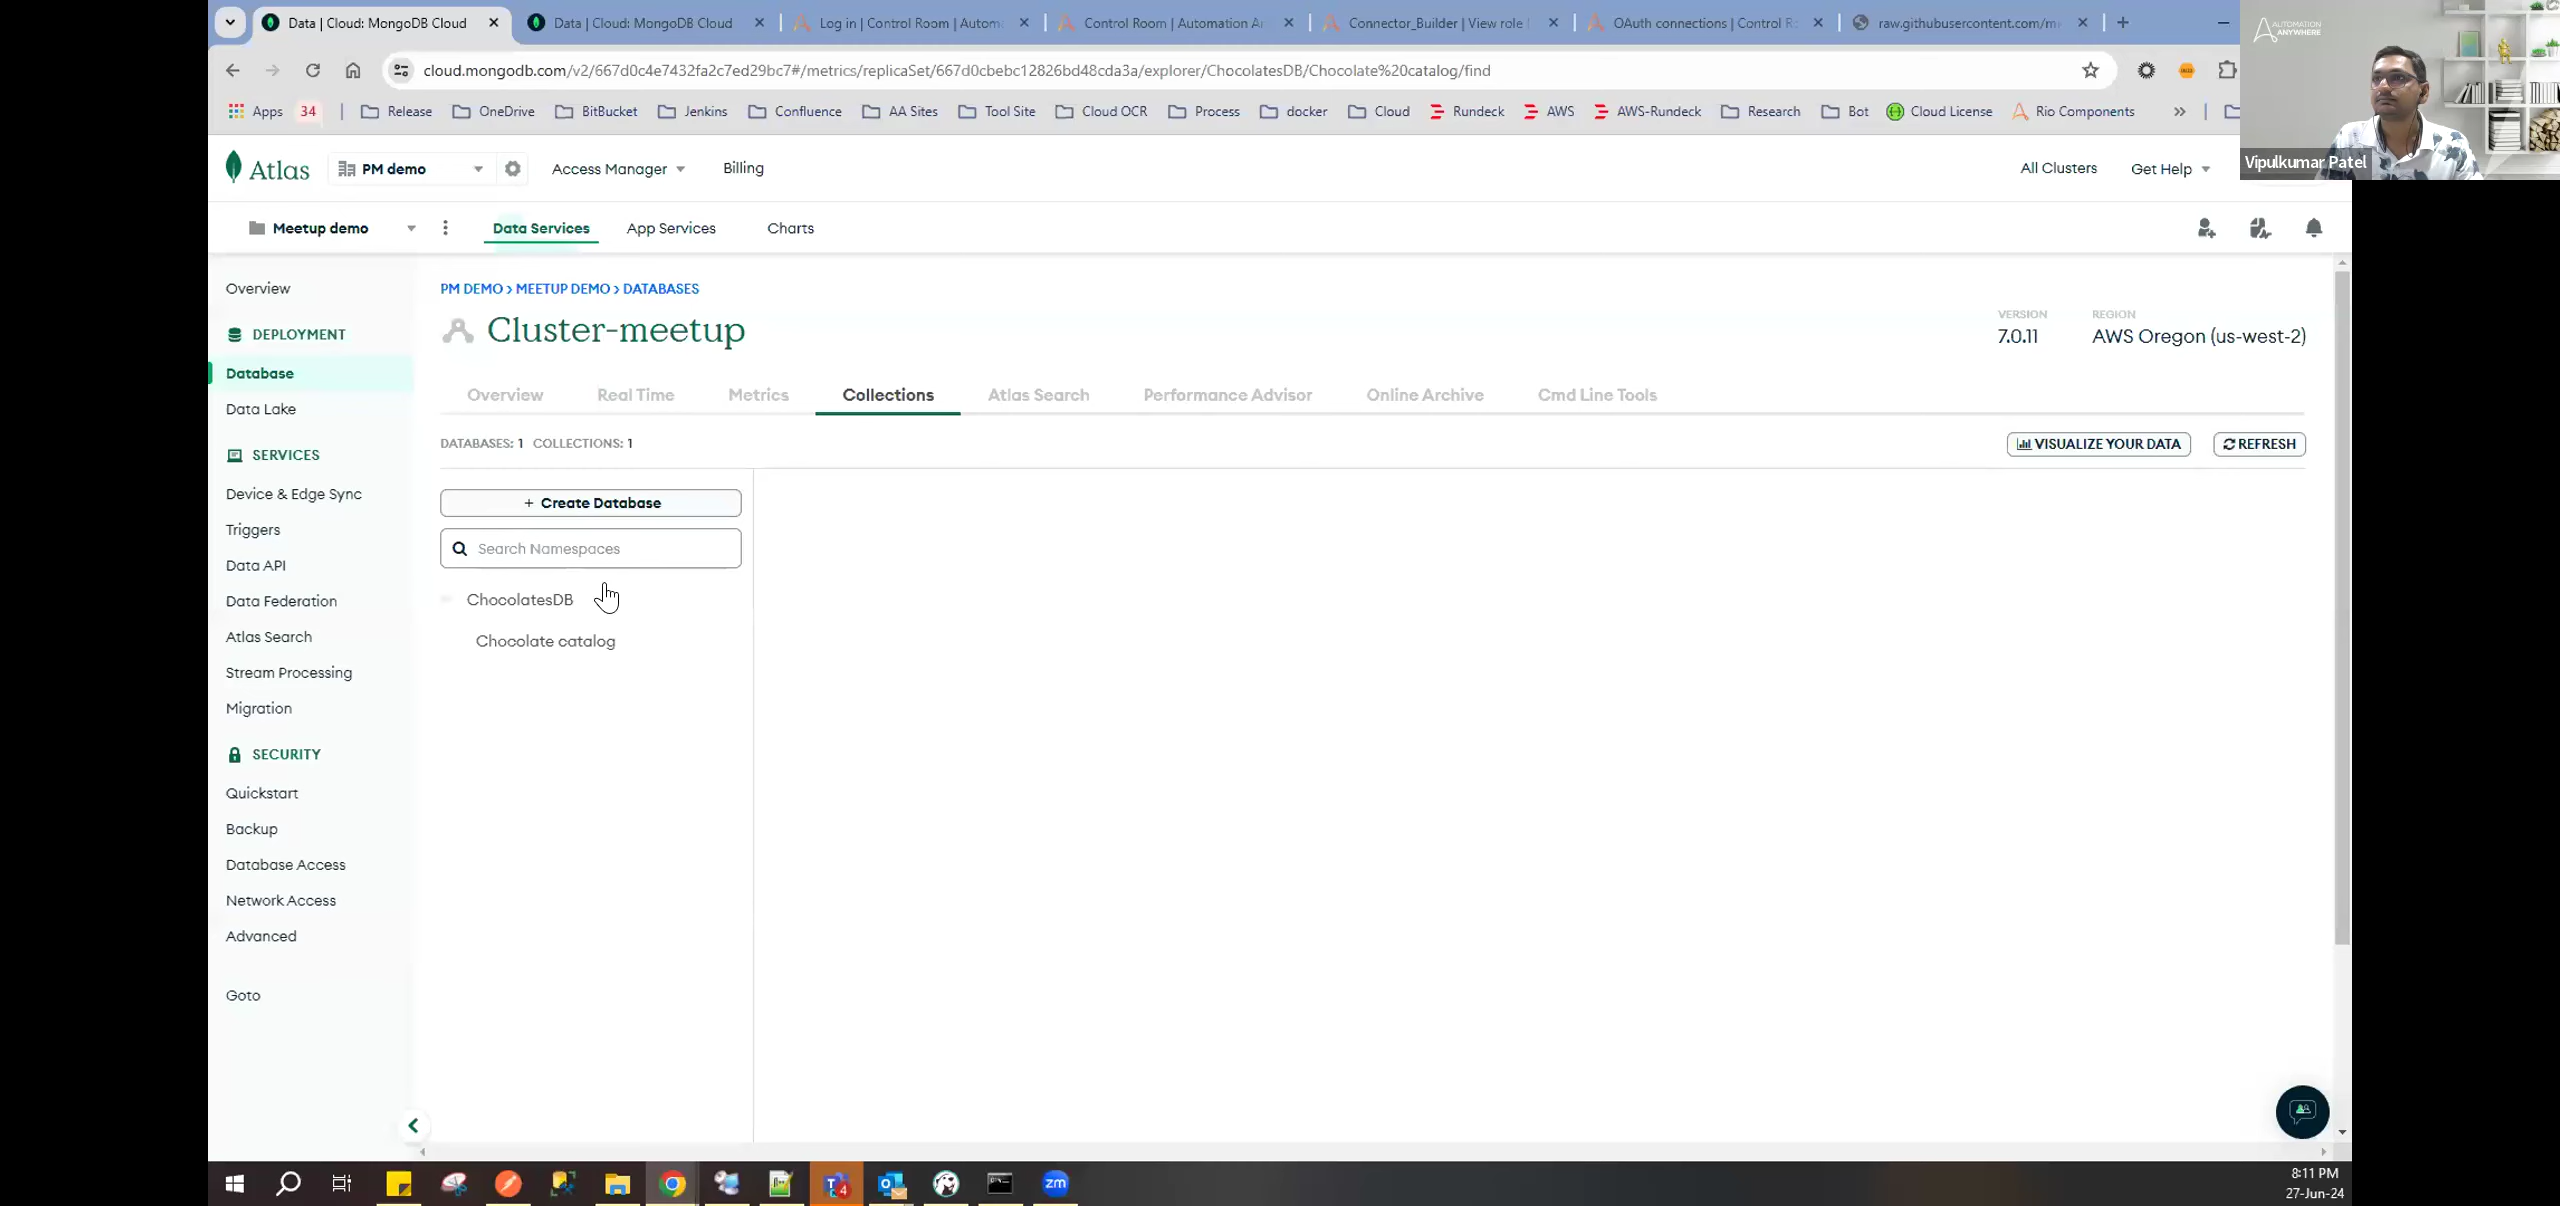 Data | Cloud: MongoDB Cloud
Data | Cloud: MongoDB Cloud
Log in | Control Room | Autom
Control Room | Automation A
Connector_Builder | View role
OAuth connections | Control R
raw.githubusercontent.com/m
AUTOMATION
ANYWHERE
cloud.mongodb.com/v2/667d0c4e7432fa2c7ed29bc7#/metrics/replicaSet/667d0cbebc12826bd48cda3a/explorer/ChocolatesDB/Chocolate%20catalog/find
Apps 34 Release OneDrive BitBucket Jenkins Confluence AA Sites Tool Site Cloud OCR Process docker Cloud Rundeck AWS AWS-Rundeck Research Bot Cloud License Rio Components »
Vipulkumar Patel
Atlas PM demo Access Manager Billing All Clusters Get Help
Meetup demo Data Services App Services Charts
Overview
DEPLOYMENT
Database
Data Lake
SERVICES
Device & Edge Sync
Triggers
Data API
Data Federation
Atlas Search
Stream Processing
Migration
SECURITY
Quickstart
Backup
Database Access
Network Access
Advanced
Goto
PM DEMO > MEETUP DEMO > DATABASES
Cluster-meetup
VERSION
7.0.11
REGION
AWS Oregon (us-west-2)
Overview Real Time Metrics Collections Atlas Search Performance Advisor Online Archive Cmd Line Tools
DATABASES: 1 COLLECTIONS: 1
VISUALIZE YOUR DATA
REFRESH
+ Create Database
Search Namespaces
ChocolatesDB
Chocolate catalog
4
zm
8:11 PM
27-Jun-24